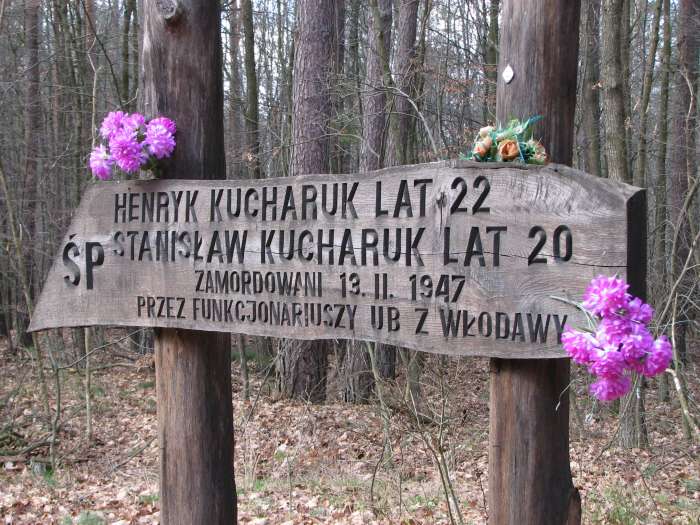 HENRYK KUCHARUK LAT 22
ŚP STANISŁAW KUCHARUK LAT 20
ZAMORDOWANI 13. II. 1947
PRZEZ FUNKCJONARIUSZY UB Z WŁODAWY